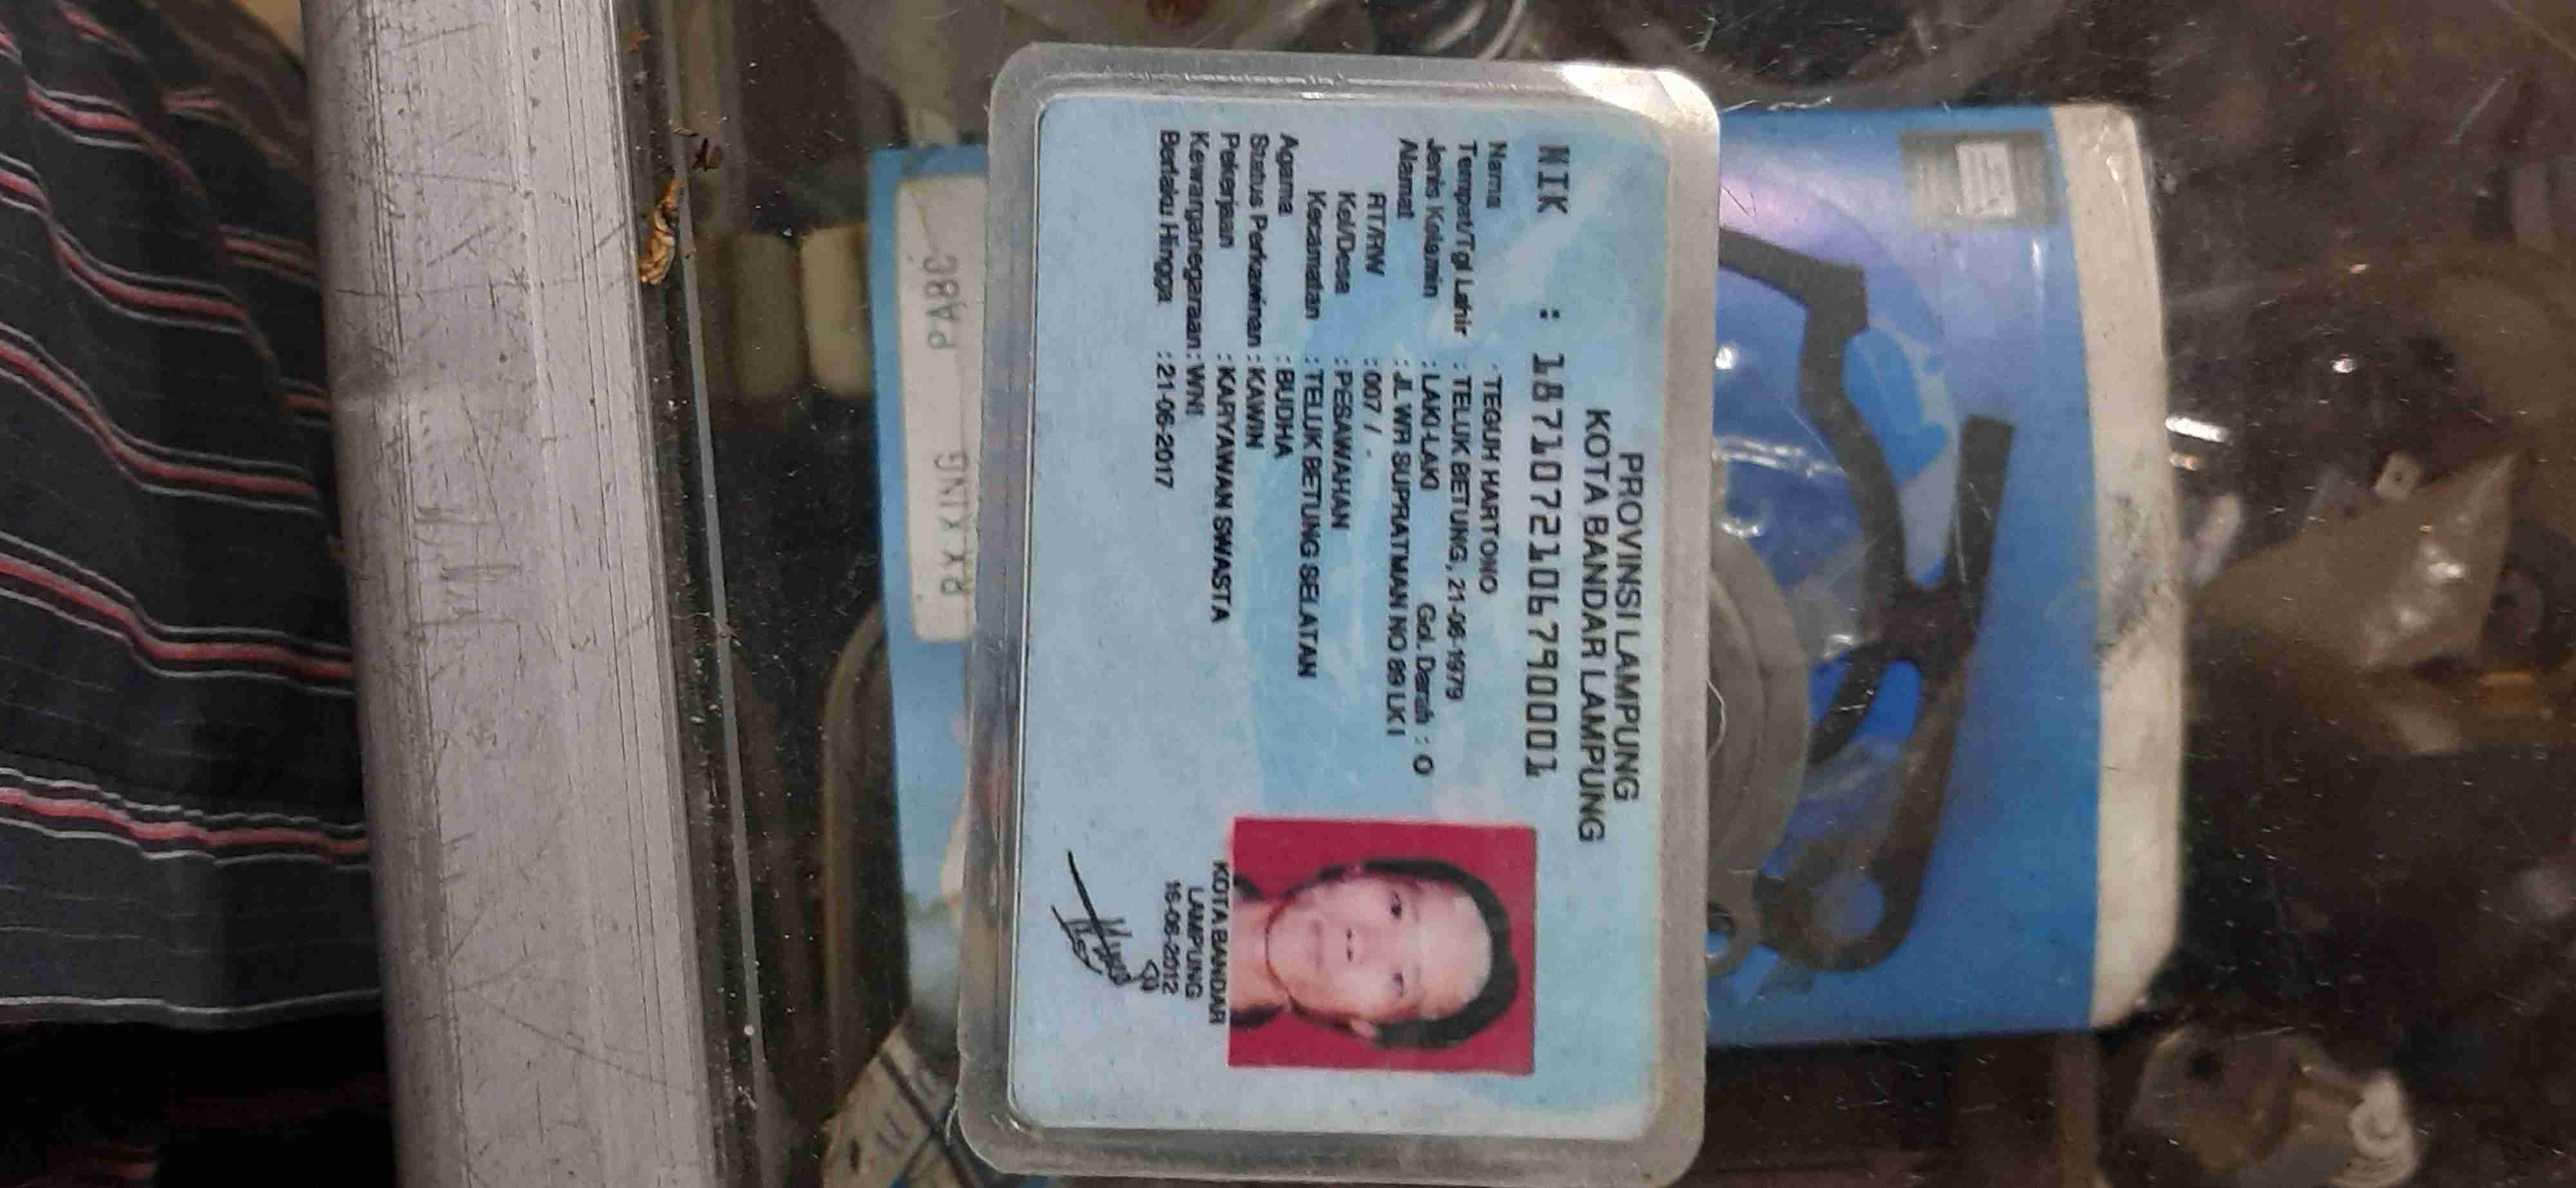 PROVINSI LAMPUNG
KOTA BANDAR LAMPUNG
NIK : 1871072106790001
Nama : TEGUH HARTONO
Tempat/Tgl Lahir : TELUK BETUNG, 21-06-1979
Jenis Kelamin : LAKI-LAKI Gol. Darah : O
Alamat : JL WR SUPRATMAN NO 89 LK I
RT/RW : 007 / -
Kel/Desa : PESAWAHAN
Kecamatan : TELUK BETUNG SELATAN
Agama : BUDHA
Status Perkawinan : KAWIN
Pekerjaan : KARYAWAN SWASTA
Kewarganegaraan : WNI
Berlaku Hingga : 21-06-2017
KOTA BANDAR
LAMPUNG
16-06-2012
PABC
RX KING